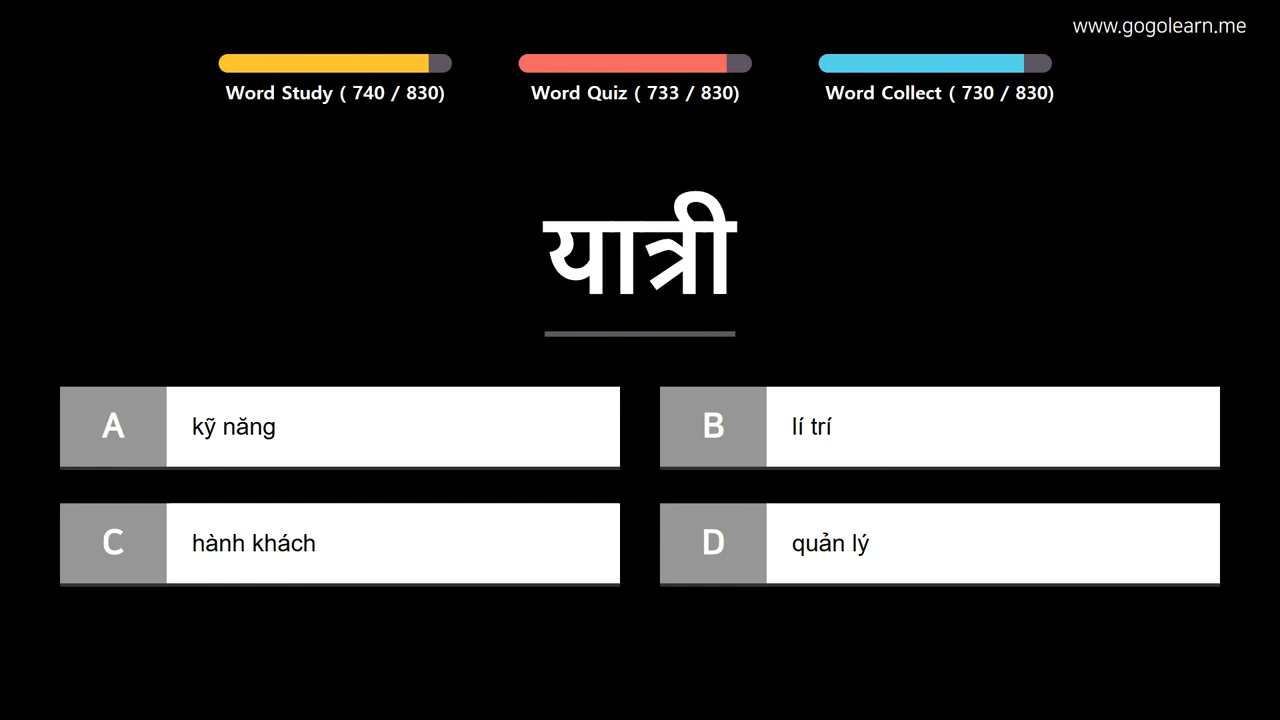 www.gogolearn.me
Word Study ( 740 / 830)
Word Quiz ( 733 / 830)
Word Collect ( 730 / 830)
यात्री
A kỹ năng
B lí trí
C hành khách
D quản lý